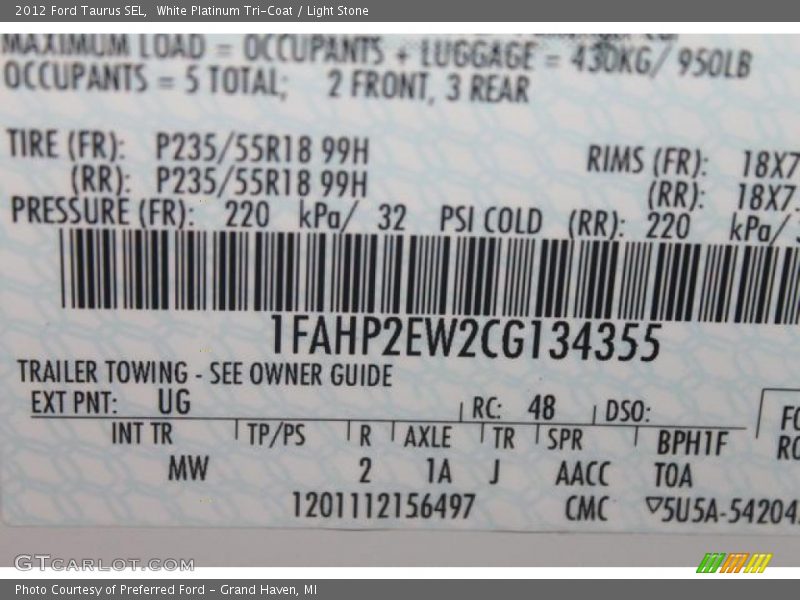 2012 Ford Taurus SEL,  White Platinum Tri-Coat / Light Stone
MAXIMUM LOAD = OCCUPANTS + LUGGAGE = 430KG/ 950LB
OCCUPANTS = 5 TOTAL;   2 FRONT, 3 REAR
TIRE (FR):   P235/55R18 99H   RIMS (FR):   18X7
(RR):   P235/55R18 99H   (RR):   18X7.
PRESSURE (FR):   220   kPa/   32   PSI COLD   (RR):   220   kPa/
1FAHP2EW2CG134355
TRAILER TOWING - SEE OWNER GUIDE
EXT PNT:   UG   RC:   48   DSO:
INT TR   TP/PS   R   AXLE   TR   SPR   BPH1F
MW   2   1A   J   AACC   TOA
1201112156497   CMC   5U5A-54204
GTCarLot.com
Photo Courtesy of Preferred Ford - Grand Haven, MI